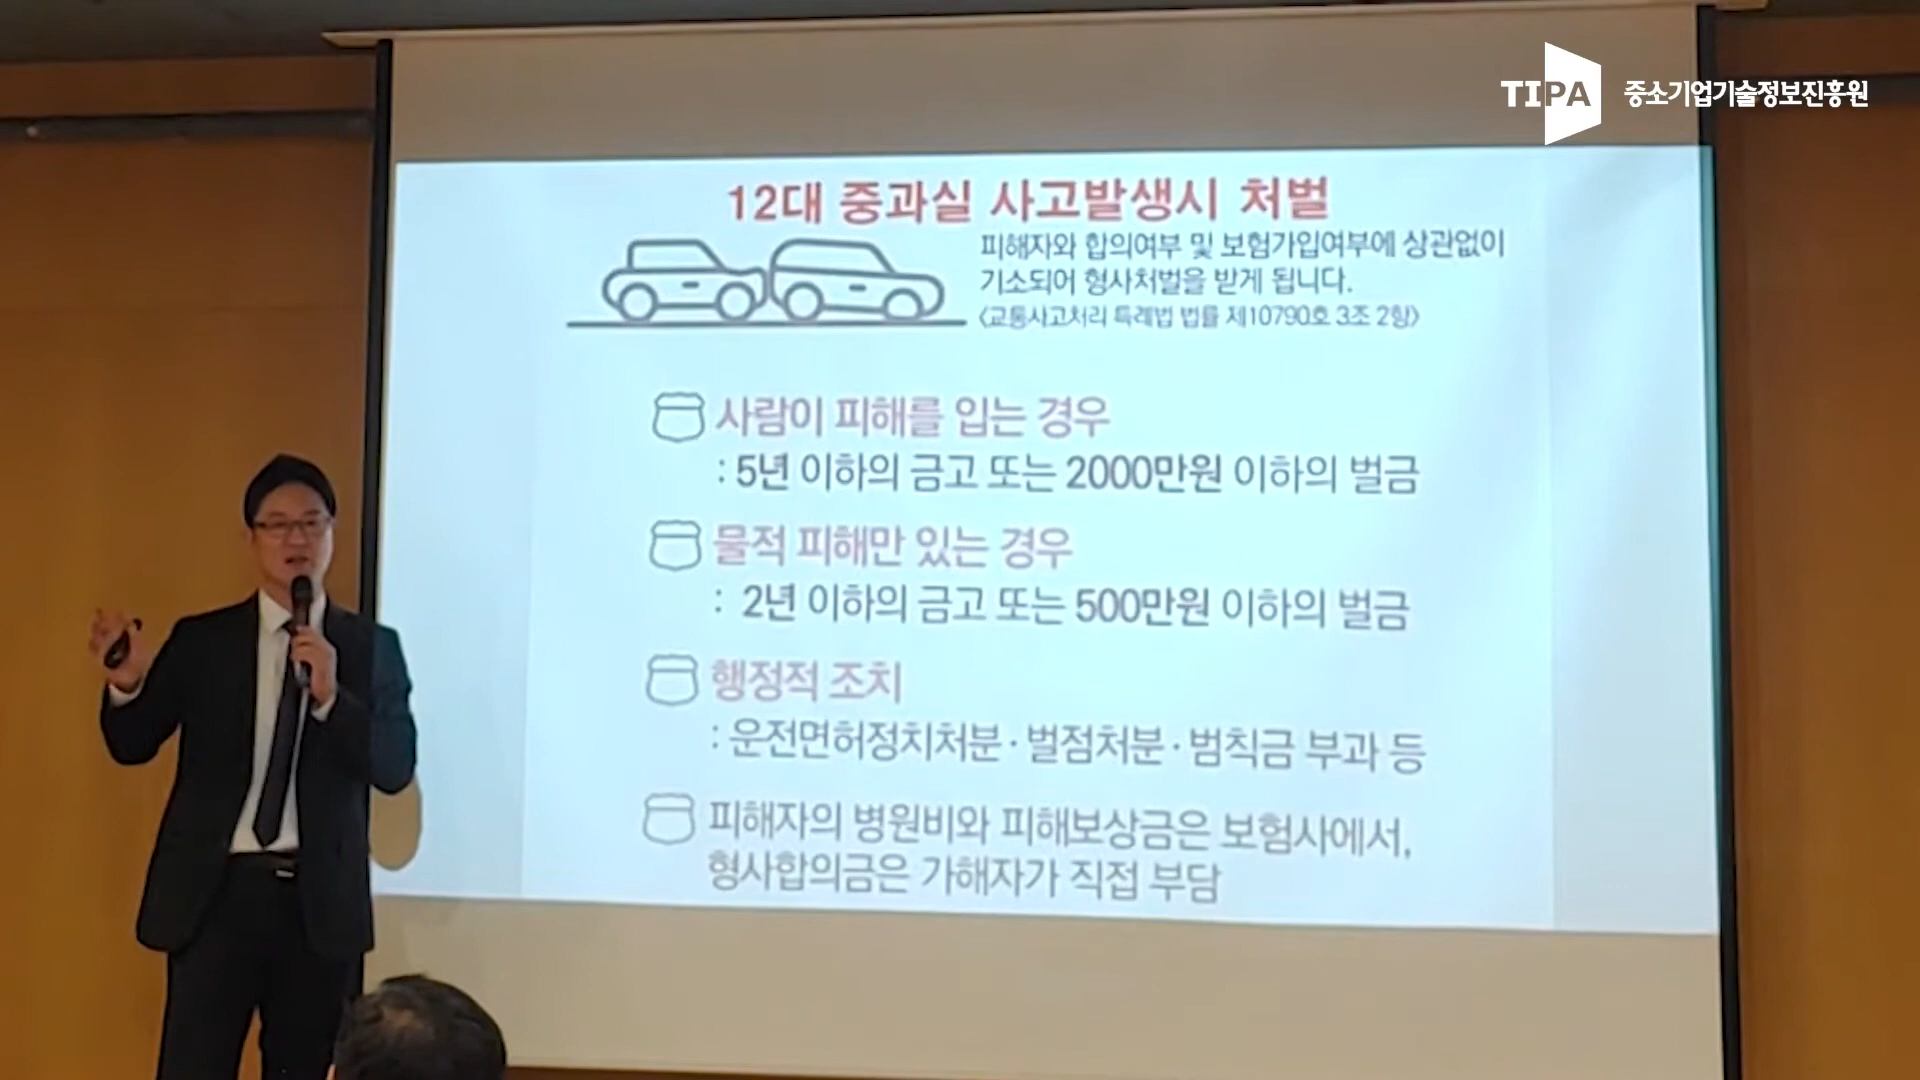 TIPA 중소기업기술정보진흥원
12대 중과실 사고발생시 처벌
피해자와 합의여부 및 보험가입여부에 상관없이
기소되어 형사처벌을 받게 됩니다.
<교통사고처리 특례법 법률 제10790호 3조 2항>
사람이 피해를 입는 경우
: 5년 이하의 금고 또는 2000만원 이하의 벌금
물적 피해만 있는 경우
: 2년 이하의 금고 또는 500만원 이하의 벌금
행정적 조치
: 운전면허정치처분·벌점처분·범칙금 부과 등
피해자의 병원비와 피해보상금은 보험사에서,
형사합의금은 가해자가 직접 부담